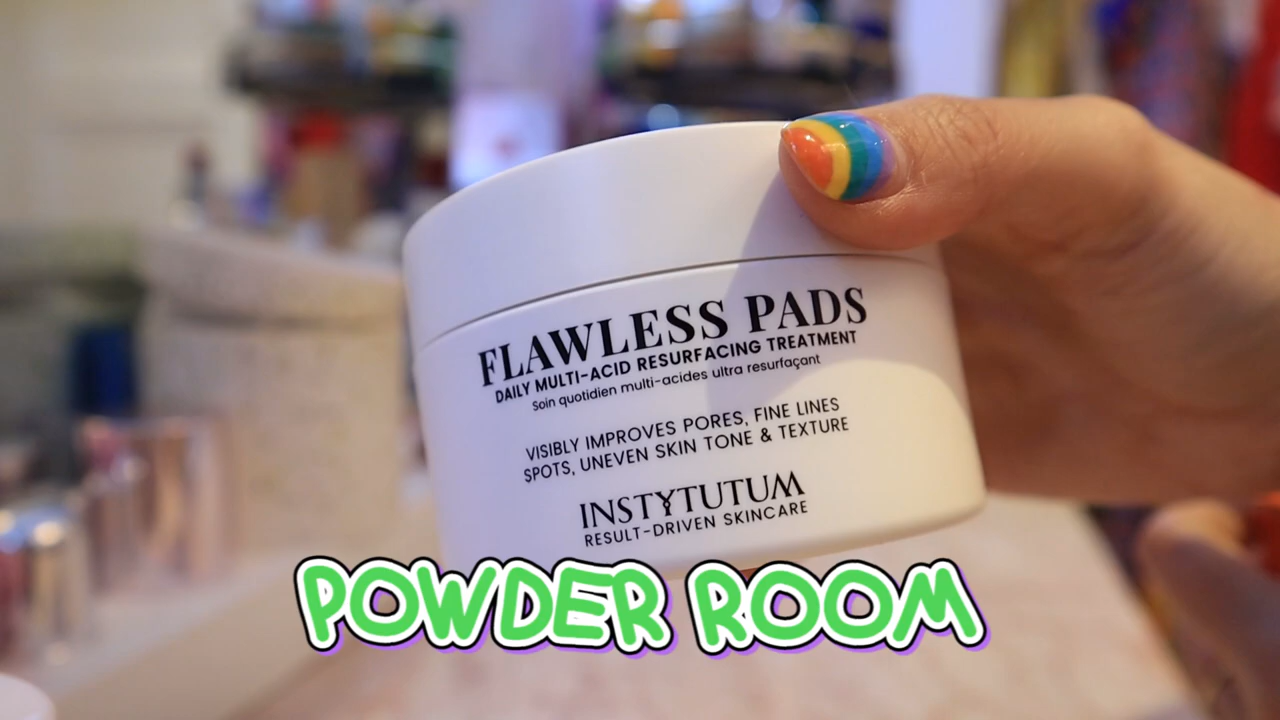 FLAWLESS PADS
DAILY MULTI-ACID RESURFACING TREATMENT
Soin quotidien multi-acides ultra resurfaçant
VISIBLY IMPROVES PORES, FINE LINES
SPOTS, UNEVEN SKIN TONE & TEXTURE
INSTYTUTUM
RESULT-DRIVEN SKINCARE
POWDER ROOM